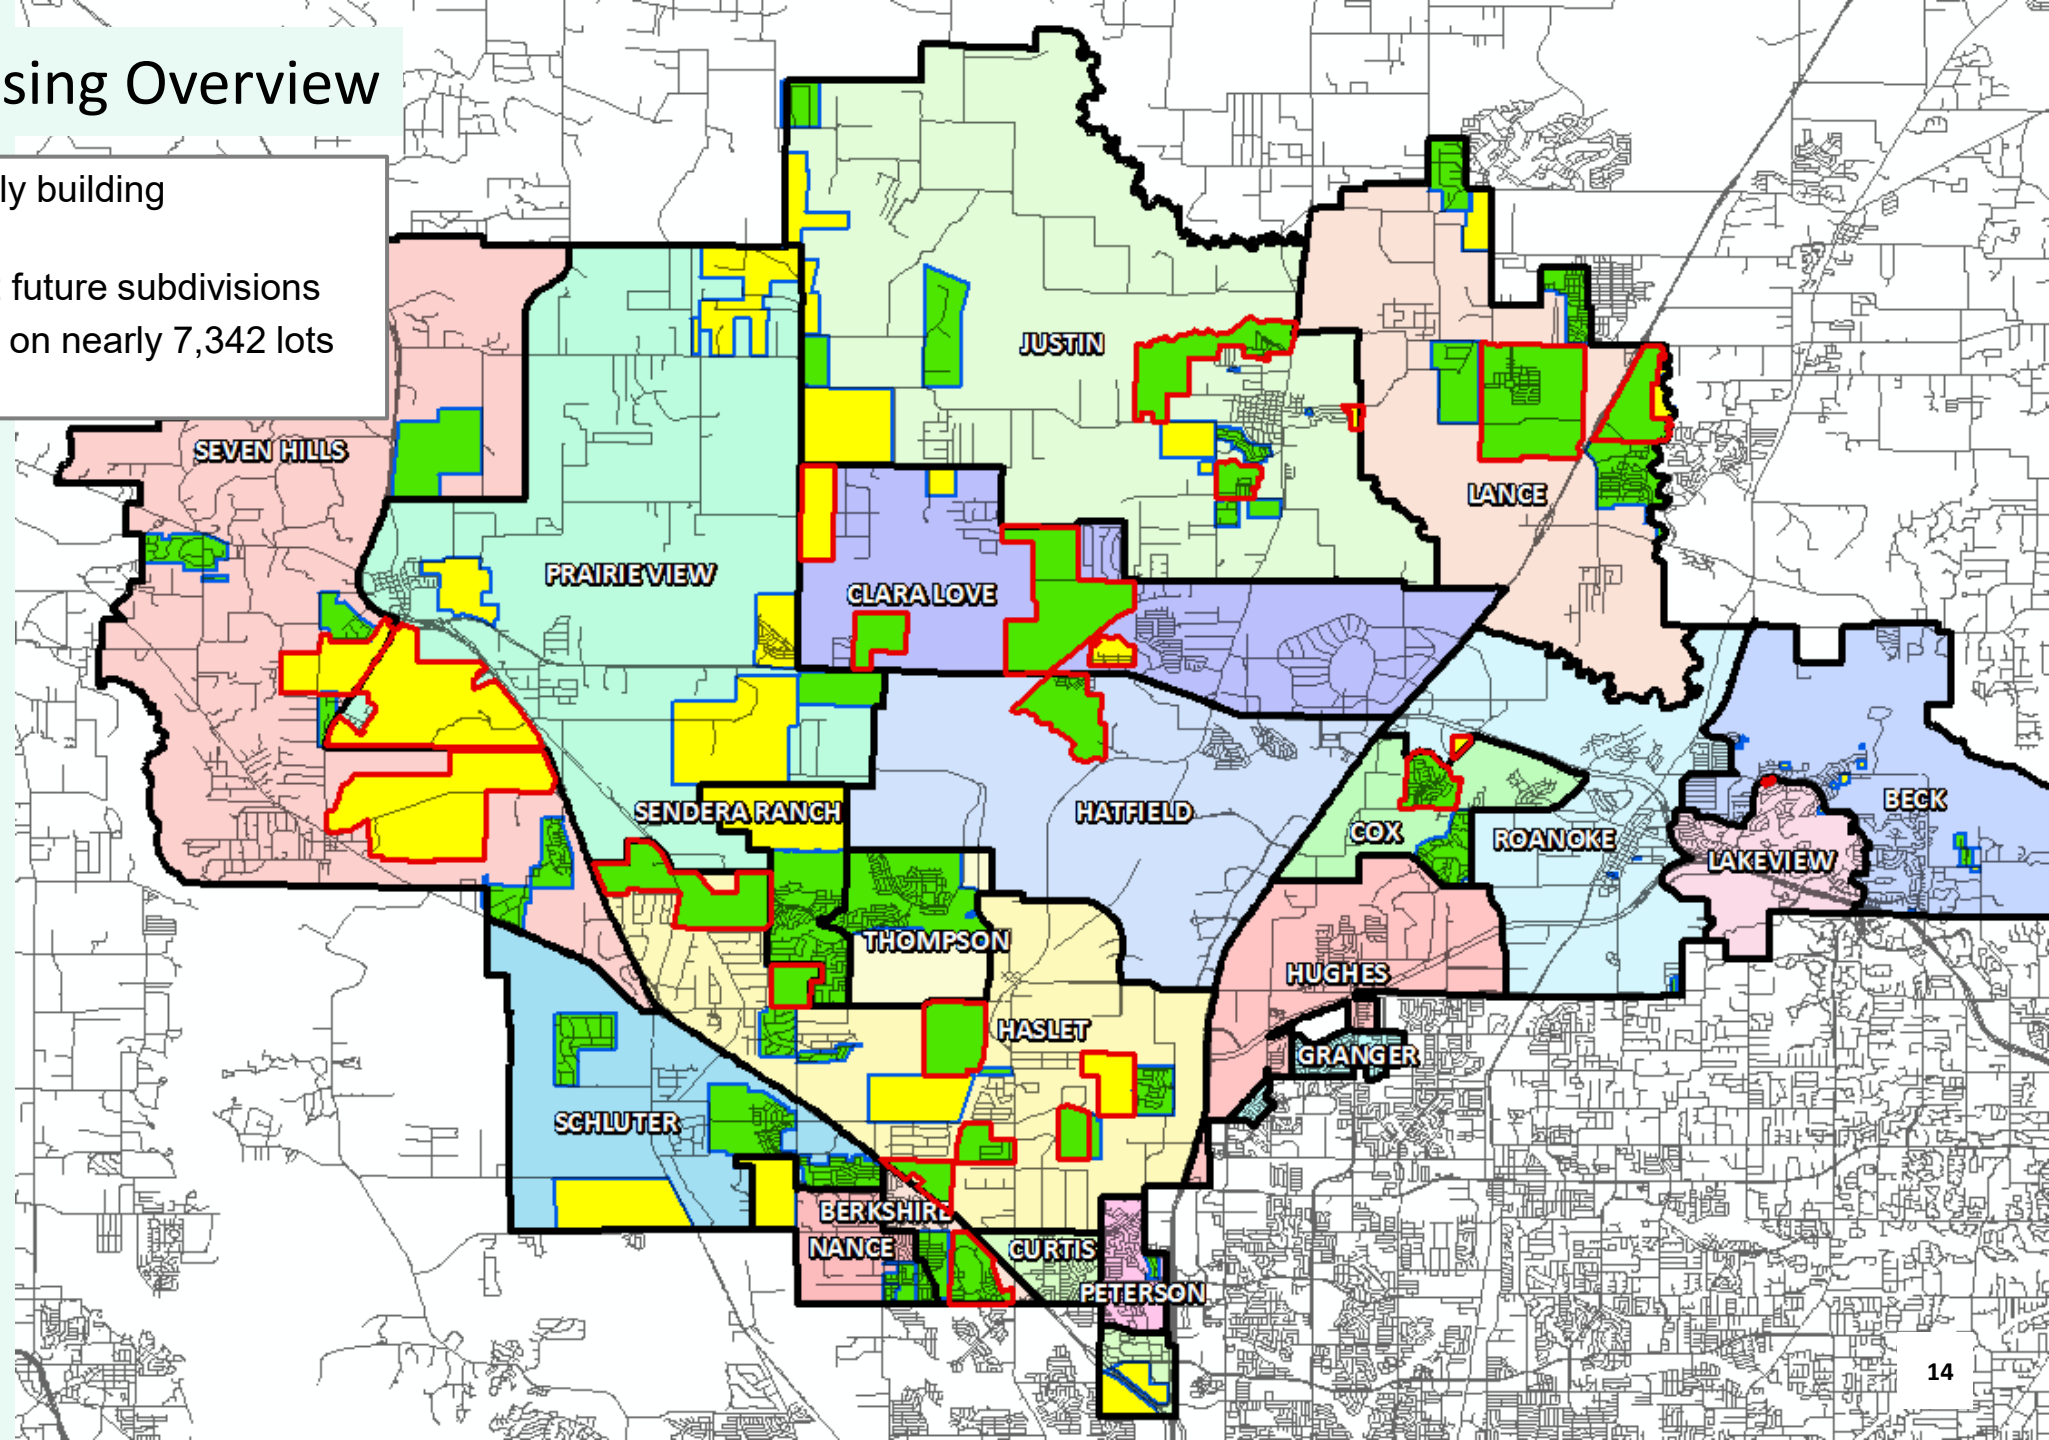 sing Overview
ly building
future subdivisions
on nearly 7,342 lots
JUSTIN
SEVEN HILLS
LANCE
PRAIRIE VIEW
CLARA LOVE
SENDERA RANCH
HATFIELD
COX
ROANOKE
BECK
LAKEVIEW
THOMPSON
HUGHES
HASLET
GRANGER
SCHLUTER
BERKSHIRE
NANCE
CURTIS
PETERSON
14